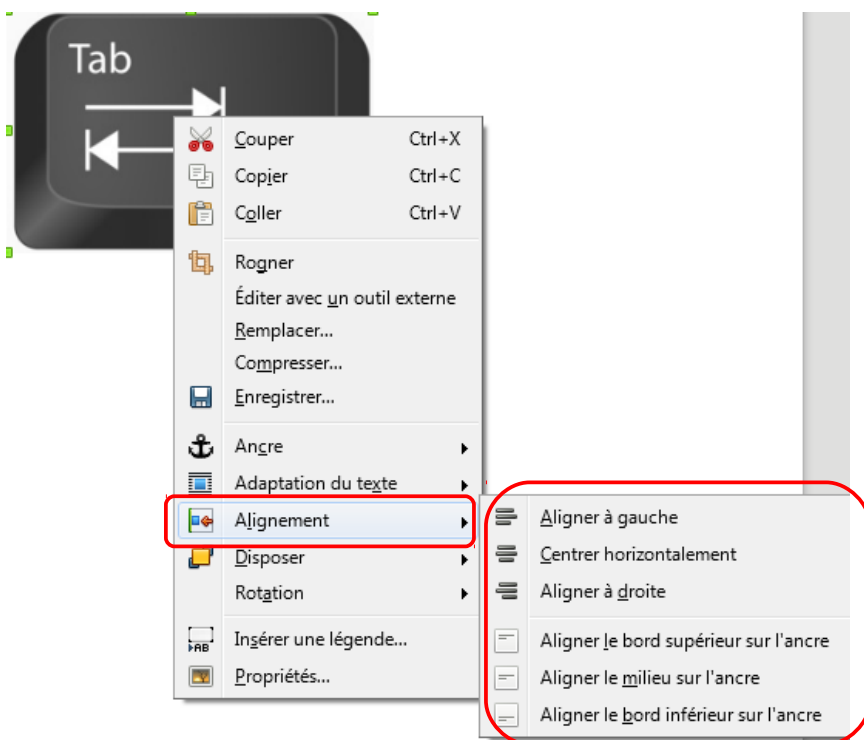 Tab
Couper Ctrl+X
Copier Ctrl+C
Coller Ctrl+V
Rogner
Éditer avec un outil externe
Remplacer...
Compresser...
Enregistrer...
Ancre
Adaptation du texte
Alignement
Disposer
Rotation
Insérer une légende...
Propriétés...
Aligner à gauche
Centrer horizontalement
Aligner à droite
Aligner le bord supérieur sur l'ancre
Aligner le milieu sur l'ancre
Aligner le bord inférieur sur l'ancre